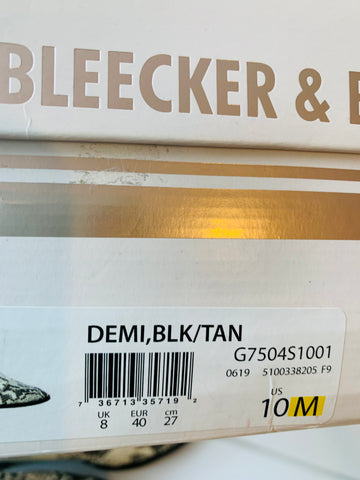 BLEECKER &
DEMI,BLK/TAN
G7504S1001
0619 5100338205 F9
7 36713 35719 2
UK EUR cm
8 40 27
US
10 M